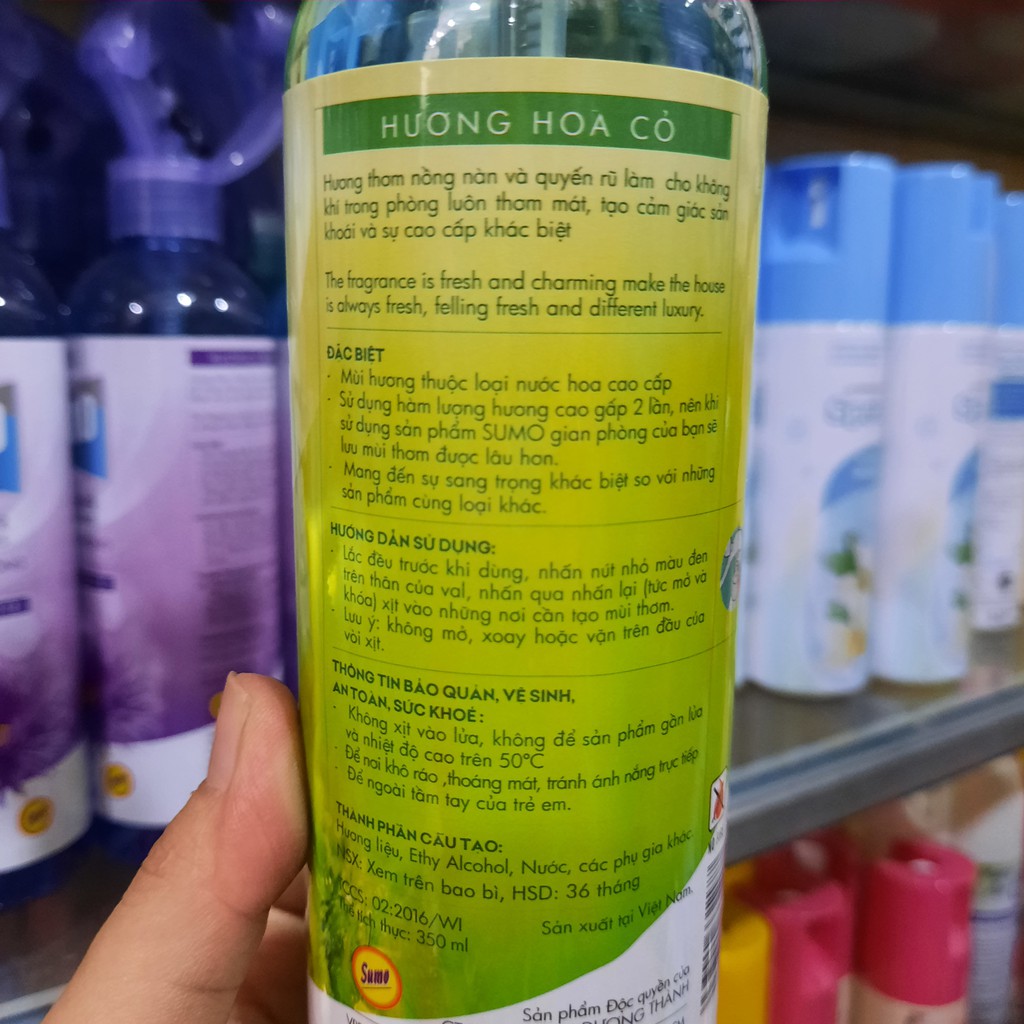 HƯƠNG HOA CỎ
Hương thơm nồng nàn và quyến rũ làm cho không
khí trong phòng luôn thơm mát, tạo cảm giác sản
khoái và sự cao cấp khác biệt
The fragrance is fresh and charming make the house
is always fresh, felling fresh and different luxury.
ĐẶC BIỆT
· Mùi hương thuộc loại nước hoa cao cấp
· Sử dụng hàm lượng hương cao gấp 2 lần, nên khi
sử dụng sản phẩm SUMO gian phòng của bạn sẽ
lưu mùi thơm được lâu hơn.
· Mang đến sự sang trọng khác biệt so với những
sản phẩm cùng loại khác.
HƯỚNG DẪN SỬ DỤNG:
· Lắc đều trước khi dùng, nhấn nút nhỏ màu đen
trên thân của val, nhấn qua nhấn lại (tức mở và
khóa) xịt vào những nơi cần tạo mùi thơm.
· Lưu ý: không mở, xoay hoặc vặn trên đầu của
vòi xịt.
THÔNG TIN BẢO QUẢN, VỆ SINH,
AN TOÀN, SỨC KHOẺ:
· Không xịt vào lửa, không để sản phẩm gần lửa
và nhiệt độ cao trên 50°C
· Để nơi khô ráo ,thoáng mát, tránh ánh nắng trực tiếp
· Để ngoài tầm tay của trẻ em.
THÀNH PHẦN CẤU TẠO:
Hương liệu, Ethy Alcohol, Nước, các phụ gia khác
NSX: Xem trên bao bì, HSD: 36 tháng
TCCS: 02:2016/WI
Thể tích thực: 350 ml
Sản xuất tại Việt Nam.
Sumo
Sản phẩm Độc quyền của
DƯƠNG THÀNH